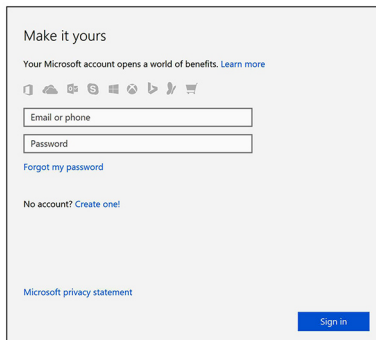 Make it yours
Your Microsoft account opens a world of benefits. Learn more
Email or phone
Password
Forgot my password
No account? Create one!
Microsoft privacy statement
Sign in